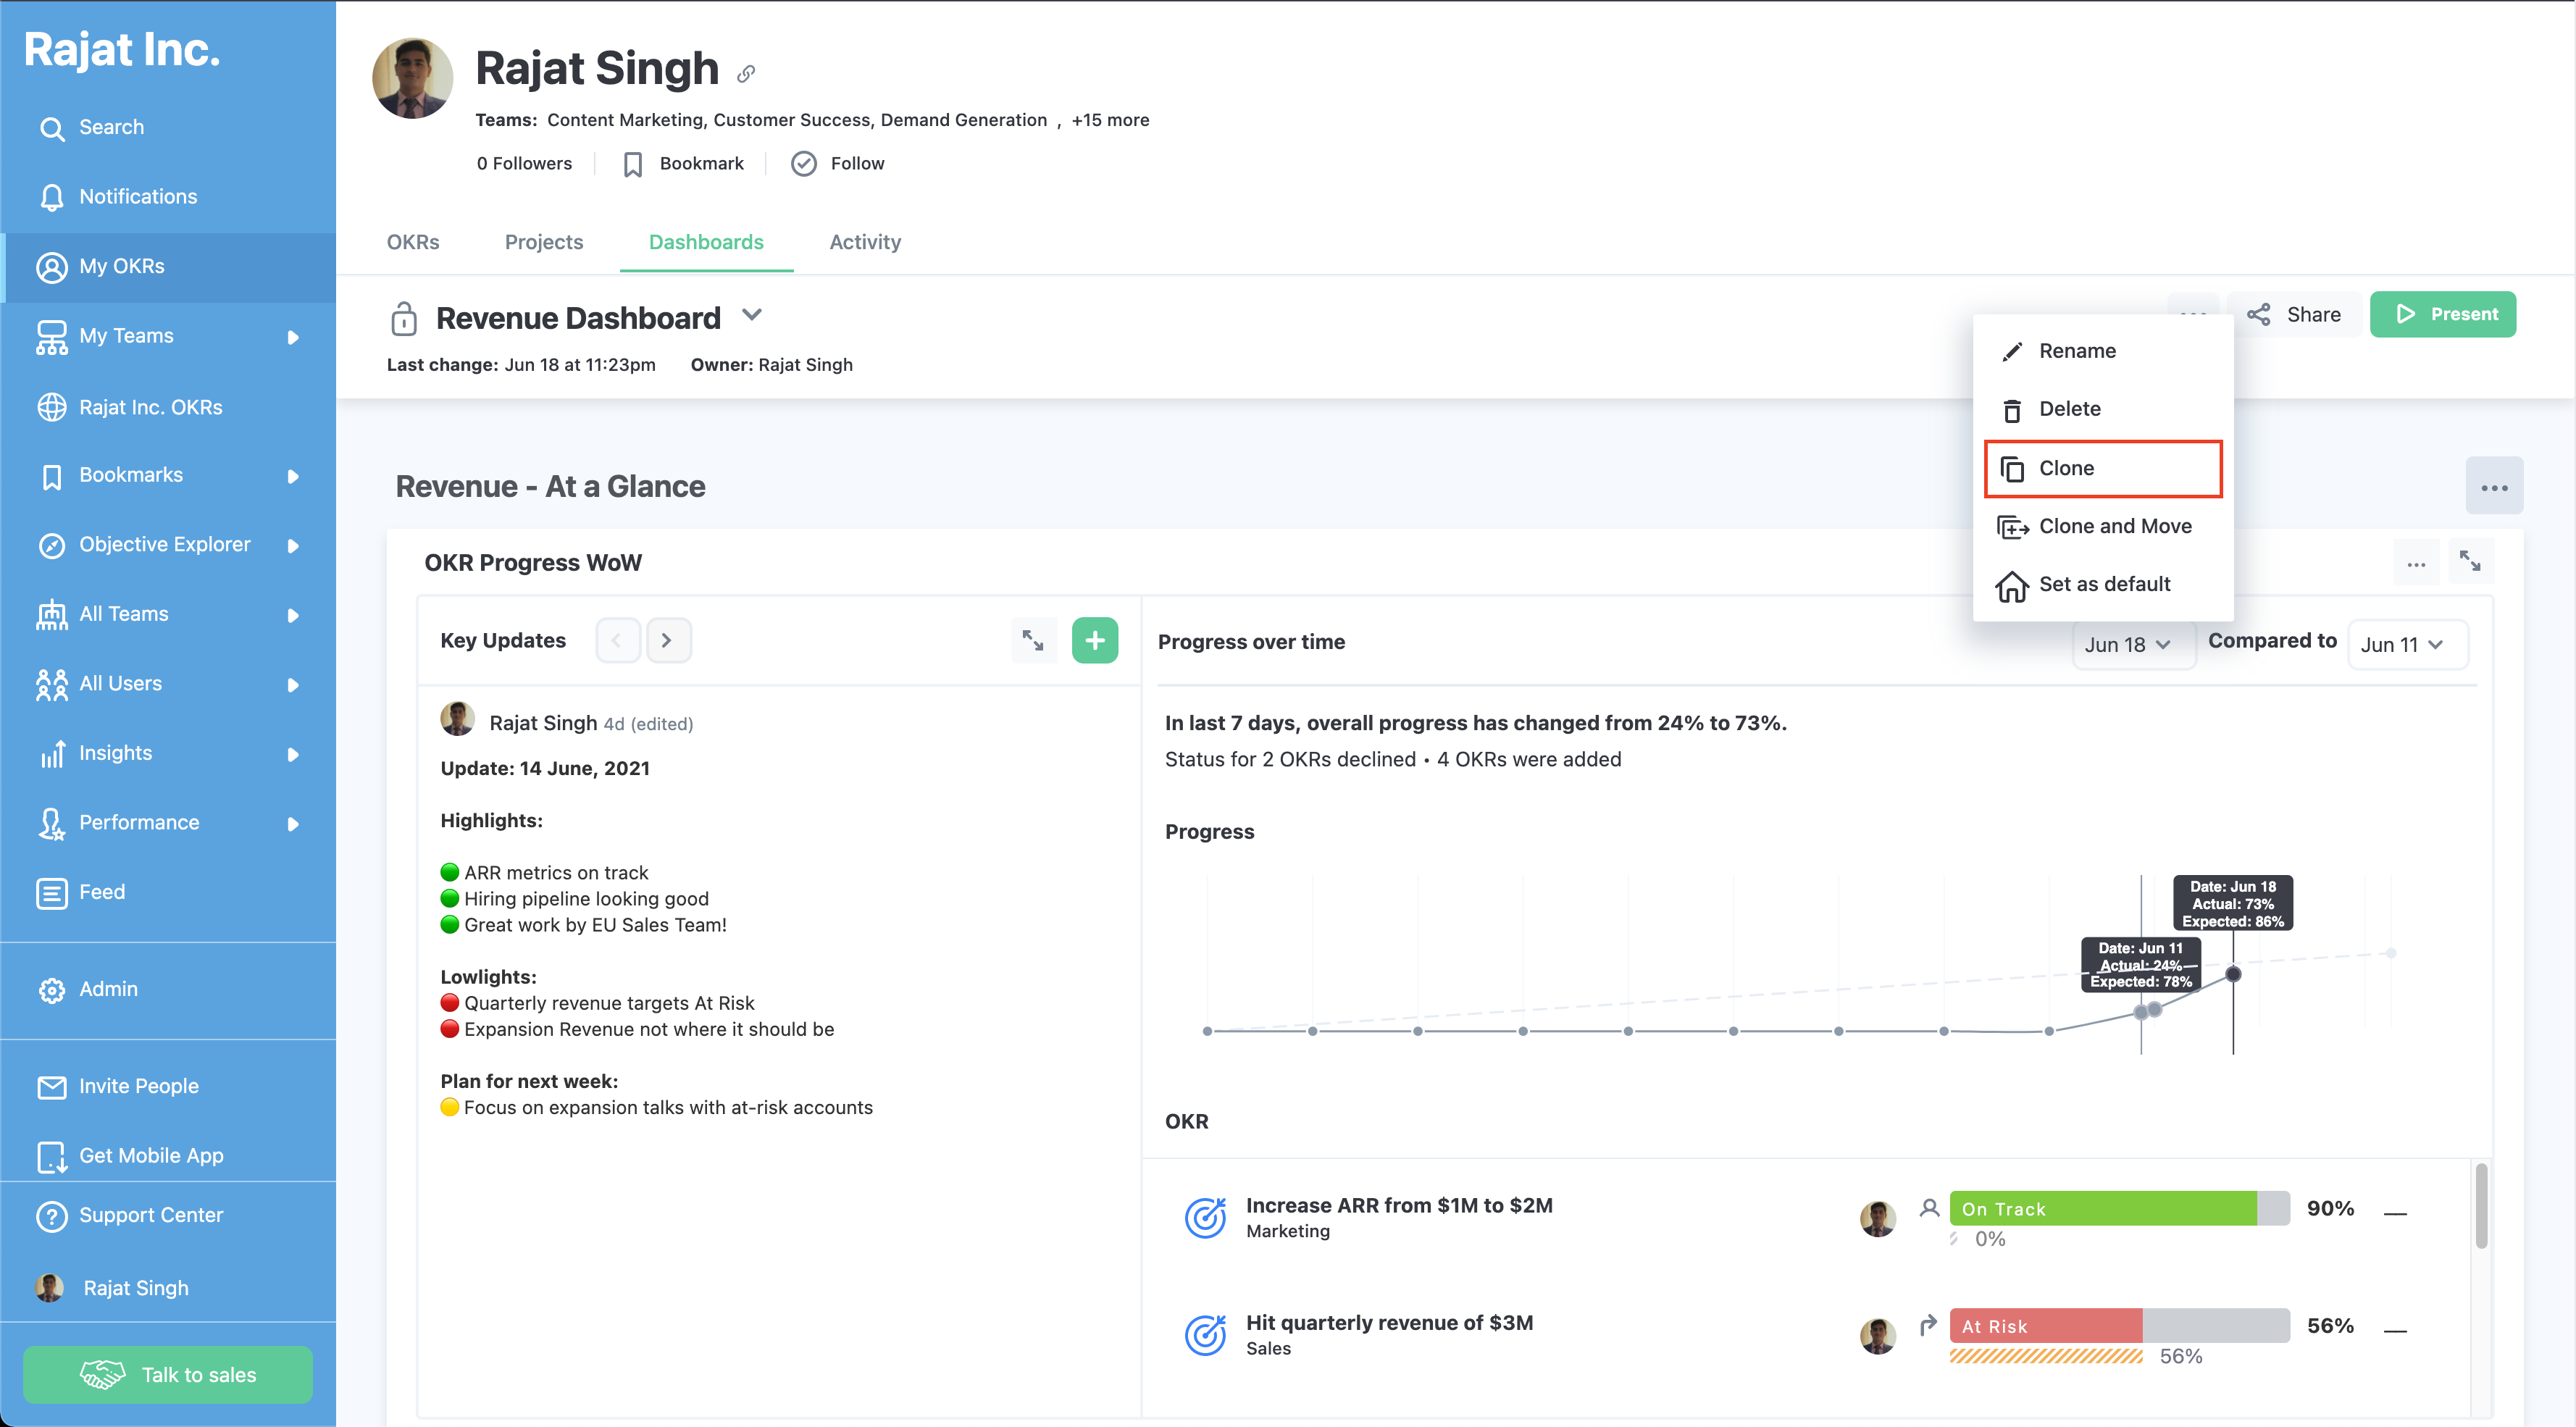 Rajat Inc.
Search
Notifications
My OKRs
My Teams
Rajat Inc. OKRs
Bookmarks
Objective Explorer
All Teams
All Users
Insights
Performance
Feed
Admin
Invite People
Get Mobile App
Support Center
Rajat Singh
Talk to sales
Rajat Singh
Teams: Content Marketing, Customer Success, Demand Generation , +15 more
0 Followers Bookmark Follow
OKRs Projects Dashboards Activity
Revenue Dashboard
Last change: Jun 18 at 11:23pm Owner: Rajat Singh
... Share Present
Rename
Delete
Clone
Clone and Move
Set as default
Revenue - At a Glance
OKR Progress WoW
Key Updates
Rajat Singh 4d (edited)
Update: 14 June, 2021
Highlights:
ARR metrics on track
Hiring pipeline looking good
Great work by EU Sales Team!
Lowlights:
Quarterly revenue targets At Risk
Expansion Revenue not where it should be
Plan for next week:
Focus on expansion talks with at-risk accounts
Progress over time Jun 18 Compared to Jun 11
In last 7 days, overall progress has changed from 24% to 73%.
Status for 2 OKRs declined • 4 OKRs were added
Progress
Date: Jun 18
Actual: 73%
Expected: 86%
Date: Jun 11
Actual: 24%
Expected: 78%
OKR
Increase ARR from $1M to $2M
Marketing
On Track 90%
0%
Hit quarterly revenue of $3M
Sales
At Risk 56%
56%